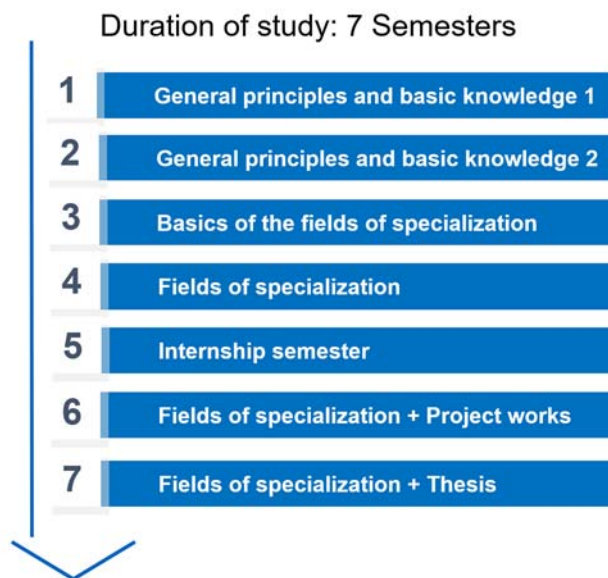 Duration of study: 7 Semesters
1 General principles and basic knowledge 1
2 General principles and basic knowledge 2
3 Basics of the fields of specialization
4 Fields of specialization
5 Internship semester
6 Fields of specialization + Project works
7 Fields of specialization + Thesis